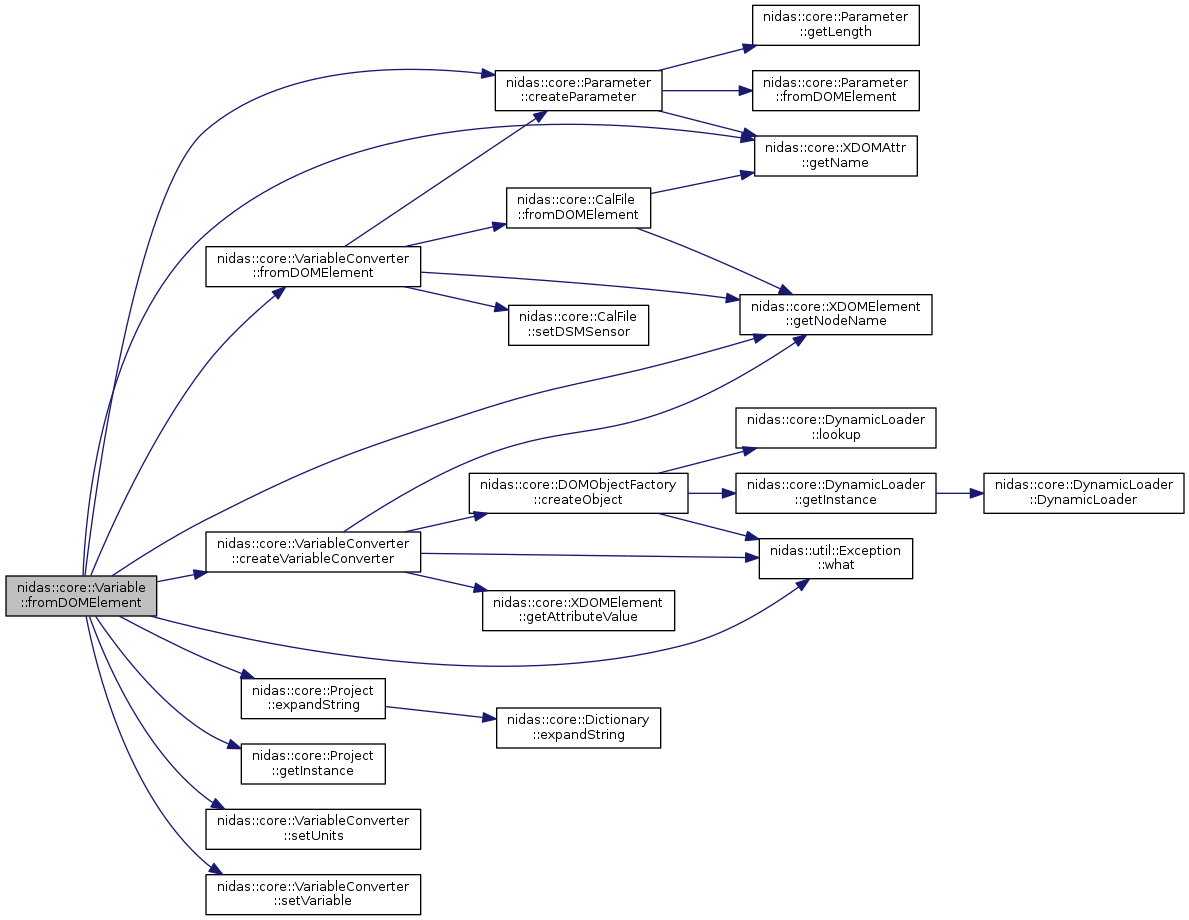 nidas::core::Parameter
::getLength
nidas::core::Parameter
::createParameter
nidas::core::Parameter
::fromDOMElement
nidas::core::XDOMAttr
::getName
nidas::core::CalFile
::fromDOMElement
nidas::core::VariableConverter
::fromDOMElement
nidas::core::XDOMElement
::getNodeName
nidas::core::CalFile
::setDSMSensor
nidas::core::DynamicLoader
::lookup
nidas::core::DOMObjectFactory
::createObject
nidas::core::DynamicLoader
::getInstance
nidas::core::DynamicLoader
::DynamicLoader
nidas::core::VariableConverter
::createVariableConverter
nidas::util::Exception
::what
nidas::core::Variable
::fromDOMElement
nidas::core::XDOMElement
::getAttributeValue
nidas::core::Project
::expandString
nidas::core::Dictionary
::expandString
nidas::core::Project
::getInstance
nidas::core::VariableConverter
::setUnits
nidas::core::VariableConverter
::setVariable